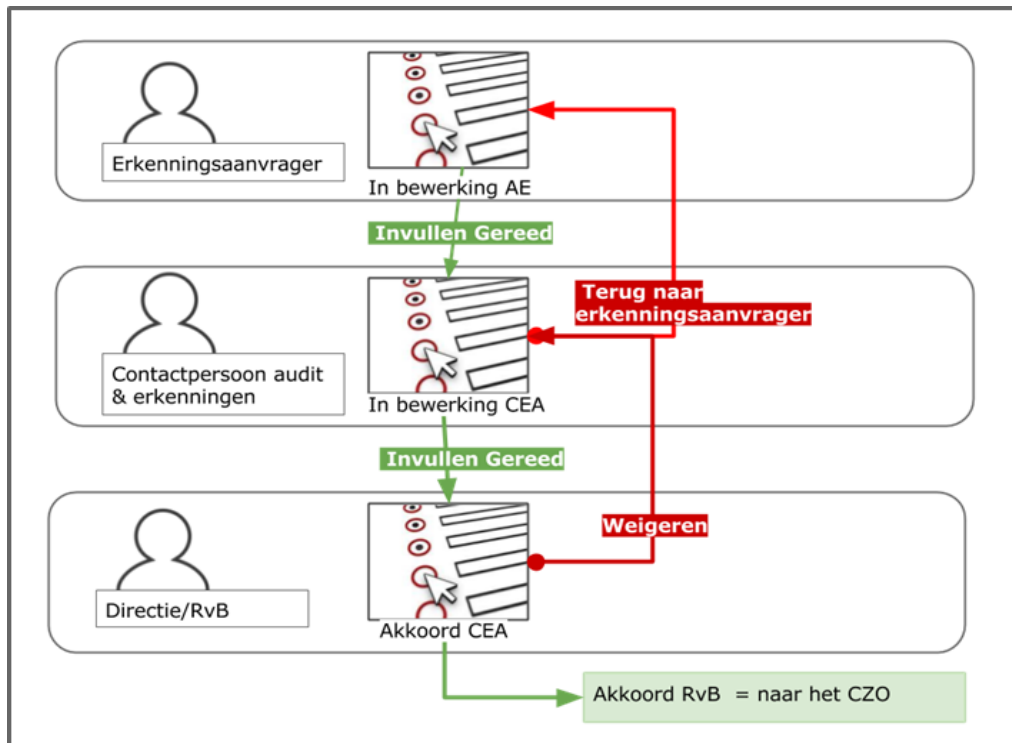 Erkenningsaanvrager
In bewerking AE
Invullen Gereed
Terug naar
erkenningsaanvrager
Contactpersoon audit
& erkenningen
In bewerking CEA
Invullen Gereed
Weigeren
Directie/RvB
Akkoord CEA
Akkoord RvB = naar het CZO